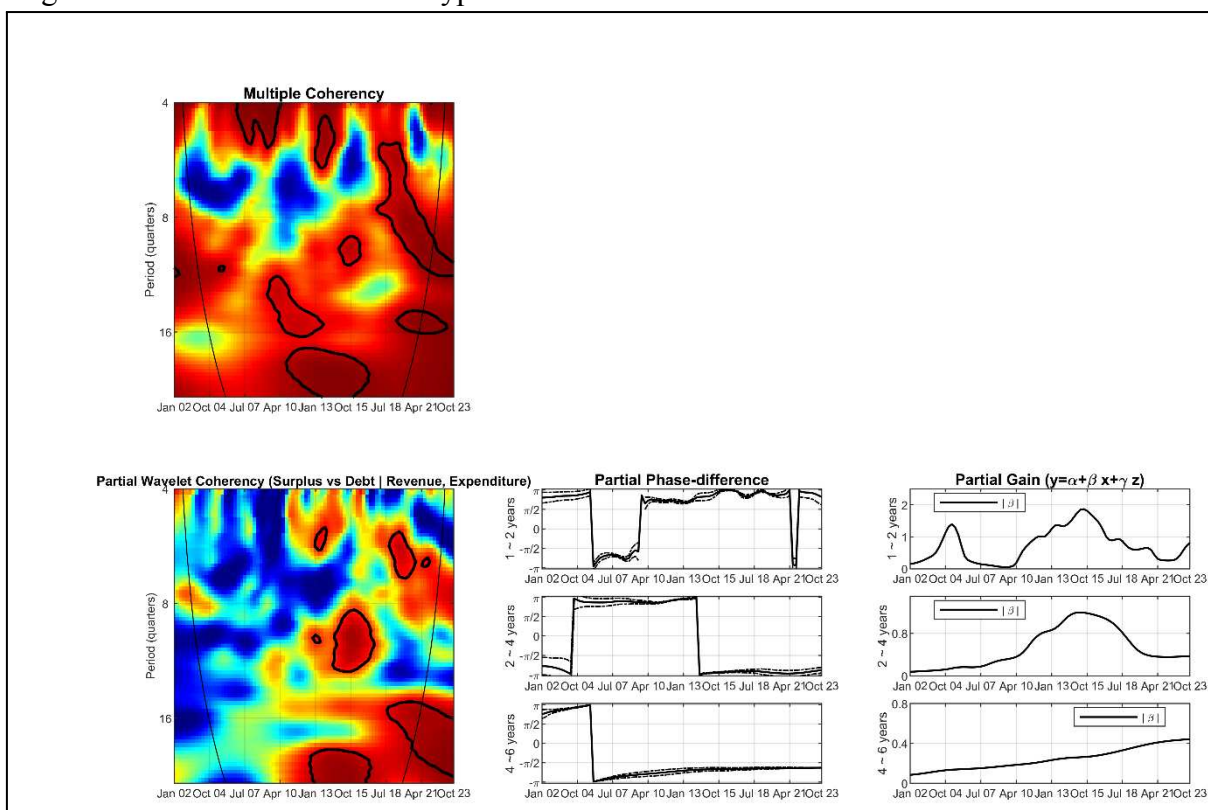 Multiple Coherency
4
8
16
Period (quarters)
Jan 02 Oct 04 Jul 07 Apr 10 Jan 13 Oct 15 Jul 18 Apr 21 Oct 23
Partial Wavelet Coherency (Surplus vs Debt | Revenue, Expenditure)
4
8
16
Period (quarters)
Jan 02 Oct 04 Jul 07 Apr 10 Jan 13 Oct 15 Jul 18 Apr 21 Oct 23
Partial Phase-difference
1 ~ 2 years
π
π/2
0
-π/2
-π
Jan 02 Oct 04 Jul 07 Apr 10 Jan 13 Oct 15 Jul 18 Apr 21 Oct 23
2 ~ 4 years
π
π/2
0
-π/2
-π
Jan 02 Oct 04 Jul 07 Apr 10 Jan 13 Oct 15 Jul 18 Apr 21 Oct 23
4 ~6 years
π
π/2
0
-π/2
-π
Jan 02 Oct 04 Jul 07 Apr 10 Jan 13 Oct 15 Jul 18 Apr 21 Oct 23
Partial Gain (y=α+β x+γ z)
1 ~ 2 years
2
1
0
|β|
Jan 02 Oct 04 Jul 07 Apr 10 Jan 13 Oct 15 Jul 18 Apr 21 Oct 23
2 ~ 4 years
0.8
0
|β|
Jan 02 Oct 04 Jul 07 Apr 10 Jan 13 Oct 15 Jul 18 Apr 21 Oct 23
4 ~ 6 years
0.8
0.4
0
|β|
Jan 02 Oct 04 Jul 07 Apr 10 Jan 13 Oct 15 Jul 18 Apr 21 Oct 23